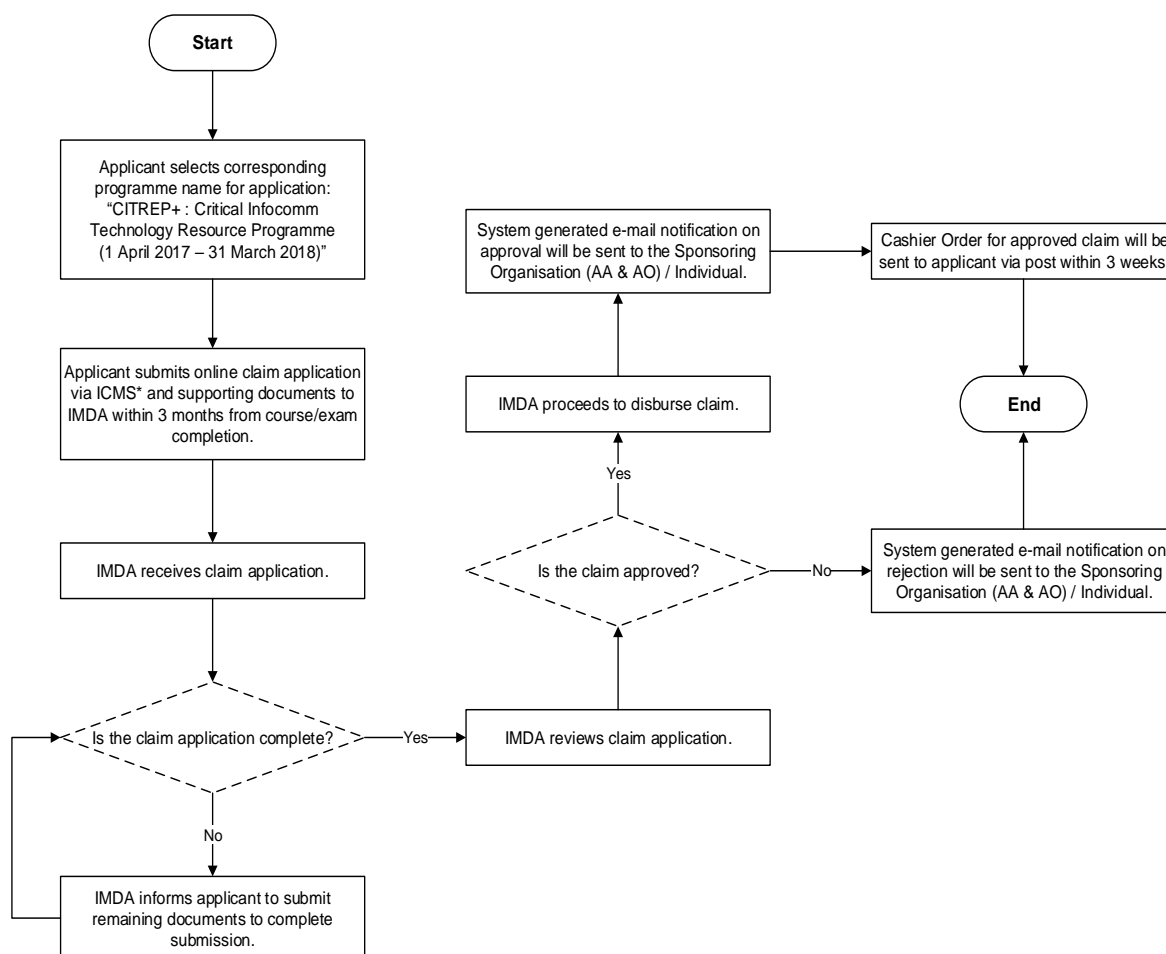 Start
Applicant selects corresponding
programme name for application:
“CITREP+ : Critical Infocomm
Technology Resource Programme
(1 April 2017 – 31 March 2018)”
Applicant submits online claim application
via ICMS* and supporting documents to
IMDA within 3 months from course/exam
completion.
IMDA receives claim application.
Is the claim application complete?
No
IMDA informs applicant to submit
remaining documents to complete
submission.
Yes
IMDA reviews claim application.
Is the claim approved?
Yes
IMDA proceeds to disburse claim.
System generated e-mail notification on
approval will be sent to the Sponsoring
Organisation (AA & AO) / Individual.
Cashier Order for approved claim will be
sent to applicant via post within 3 weeks
No
System generated e-mail notification on
rejection will be sent to the Sponsoring
Organisation (AA & AO) / Individual.
End